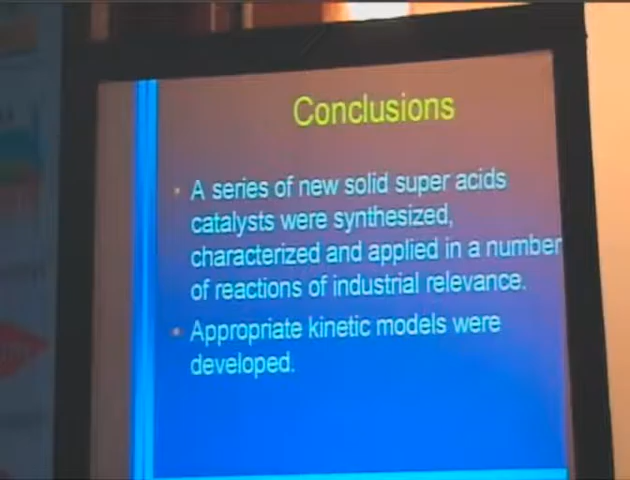 Conclusions
• A series of new solid super acids
catalysts were synthesized,
characterized and applied in a number
of reactions of industrial relevance.
• Appropriate kinetic models were
developed.